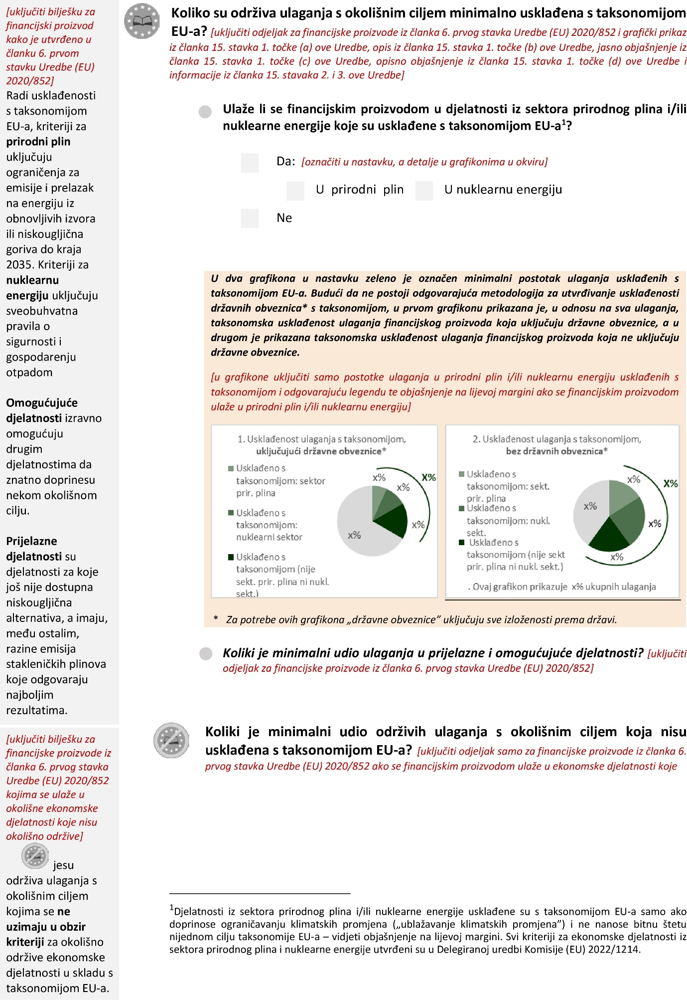 [uključiti bilješku za
financijski proizvod
kako je utvrđeno u
članku 6. prvom
stavku Uredbe (EU)
2020/852]
Radi usklađenosti
s taksonomijom
EU-a, kriteriji za
prirodni plin
uključuju
ograničenja za
emisije i prelazak
na energiju iz
obnovljivih izvora
ili niskougljična
goriva do kraja
2035. Kriteriji za
nuklearnu
energiju uključuju
sveobuhvatna
pravila o
sigurnosti i
gospodarenju
otpadom
Omogućujuće
djelatnosti izravno
omogućuju
drugim
djelatnostima da
znatno doprinesu
nekom okolišnom
cilju.
Prijelazne
djelatnosti su
djelatnosti za koje
još nije dostupna
niskougljična
alternativa, a imaju,
među ostalim,
razine emisija
stakleničkih plinova
koje odgovaraju
najboljim
rezultatima.
[uključiti bilješku za
financijske proizvode iz
članka 6. prvog stavka
Uredbe (EU) 2020/852
kojima se ulaže u
okolišne ekonomske
djelatnosti koje nisu
okolišno održive]
jesu
održiva ulaganja s
okolišnim ciljem
kojima se ne
uzimaju u obzir
kriteriji za okolišno
održive ekonomske
djelatnosti u skladu s
taksonomijom EU-a.
Koliko su održiva ulaganja s okolišnim ciljem minimalno usklađena s taksonomijom
EU-a? [uključiti odjeljak za financijske proizvode iz članka 6. prvog stavka Uredbe (EU) 2020/852 i grafički prikaz
iz članka 15. stavka 1. točke (a) ove Uredbe, opis iz članka 15. stavka 1. točke (b) ove Uredbe, jasno objašnjenje iz
članka 15. stavka 1. točke (c) ove Uredbe, opisno objašnjenje iz članka 15. stavka 1. točke (d) ove Uredbe i
informacije iz članka 15. stavaka 2. i 3. ove Uredbe]
Ulaže li se financijskim proizvodom u djelatnosti iz sektora prirodnog plina i/ili
nuklearne energije koje su usklađene s taksonomijom EU-a¹?
Da: [označiti u nastavku, a detalje u grafikonima u okviru]
U prirodni plin U nuklearnu energiju
Ne
U dva grafikona u nastavku zeleno je označen minimalni postotak ulaganja usklađenih s
taksonomijom EU-a. Budući da ne postoji odgovarajuća metodologija za utvrđivanje usklađenosti
državnih obveznica* s taksonomijom, u prvom grafikonu prikazana je, u odnosu na sva ulaganja,
taksonomska usklađenost ulaganja financijskog proizvoda koja uključuju državne obveznice, a u
drugom je prikazana taksonomska usklađenost ulaganja financijskog proizvoda koja ne uključuju
državne obveznice.
[u grafikone uključiti samo postotke ulaganja u prirodni plin i/ili nuklearnu energiju usklađenih s
taksonomijom i odgovarajuću legendu te objašnjenje na lijevoj margini ako se financijskim proizvodom
ulaže u prirodni plin i/ili nuklearnu energiju]
1. Usklađenost ulaganja s taksonomijom,
uključujući državne obveznice*
Usklađeno s
taksonomijom: sektor
prir. plina
Usklađeno s
taksonomijom:
nuklearni sektor
Usklađeno s
taksonomijom (nije
sekt. prir. plina ni nukl.
sekt.)
x%
x%
X%
x%
x%
2. Usklađenost ulaganja s taksonomijom,
bez državnih obveznica*
Usklađeno s
taksonomijom: sekt.
prir. plina
Usklađeno s
taksonomijom: nukl.
sekt.
Usklađeno s
taksonomijom (nije sekt
prir. plina ni nukl. sekt.)
x%
X%
x%
x%
x%
. Ovaj grafikon prikazuje x% ukupnih ulaganja
* Za potrebe ovih grafikona „državne obveznice” uključuju sve izloženosti prema državi.
Koliki je minimalni udio ulaganja u prijelazne i omogućujuće djelatnosti? [uključiti
odjeljak za financijske proizvode iz članka 6. prvog stavka Uredbe (EU) 2020/852]
Koliki je minimalni udio održivih ulaganja s okolišnim ciljem koja nisu
usklađena s taksonomijom EU-a? [uključiti odjeljak samo za financijske proizvode iz članka 6.
prvog stavka Uredbe (EU) 2020/852 ako se financijskim proizvodom ulaže u ekonomske djelatnosti koje
¹Djelatnosti iz sektora prirodnog plina i/ili nuklearne energije usklađene su s taksonomijom EU-a samo ako
doprinose ograničavanju klimatskih promjena („ublažavanje klimatskih promjena”) i ne nanose bitnu štetu
nijednom cilju taksonomije EU-a – vidjeti objašnjenje na lijevoj margini. Svi kriteriji za ekonomske djelatnosti iz
sektora prirodnog plina i nuklearne energije utvrđeni su u Delegiranoj uredbi Komisije (EU) 2022/1214.